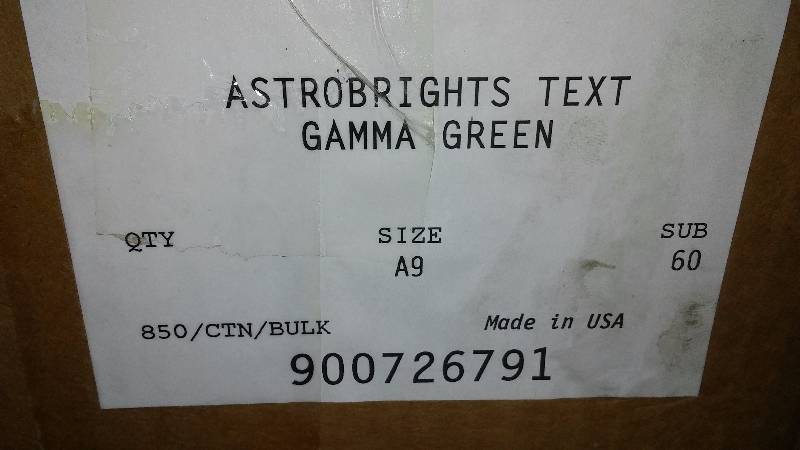 ASTROBRIGHTS TEXT
GAMMA GREEN
QTY SIZE SUB
A9 60
850/CTN/BULK Made in USA
900726791